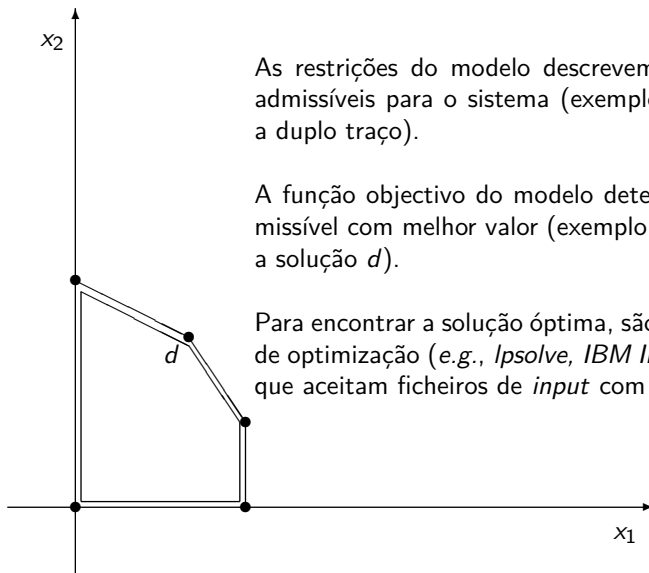 x2
As restrições do modelo descrevem
admissíveis para o sistema (exempl
a duplo traço).
A função objectivo do modelo dete
missível com melhor valor (exemplo
a solução d).
Para encontrar a solução óptima, são
de optimização (e.g., lpsolve, IBM I
que aceitam ficheiros de input com
d
x1